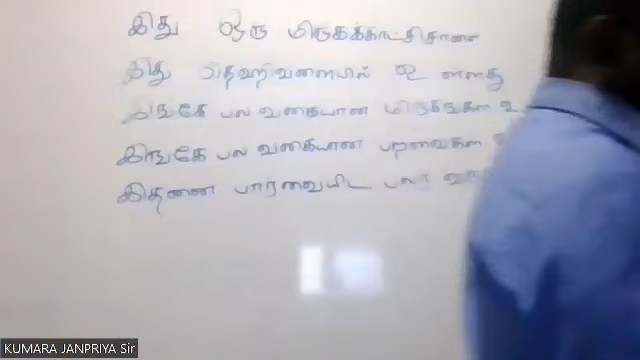 இது ஒரு மிருகக்காட்சிசாலை
இது தெஹிவளையில் உள்ளது
இங்கே பல வகையான மிருகங்கள் உ
இங்கே பல வகையான பறவைகள்
இதனை பார்வையிட பலர்
KUMARA JANPRIYA Sir